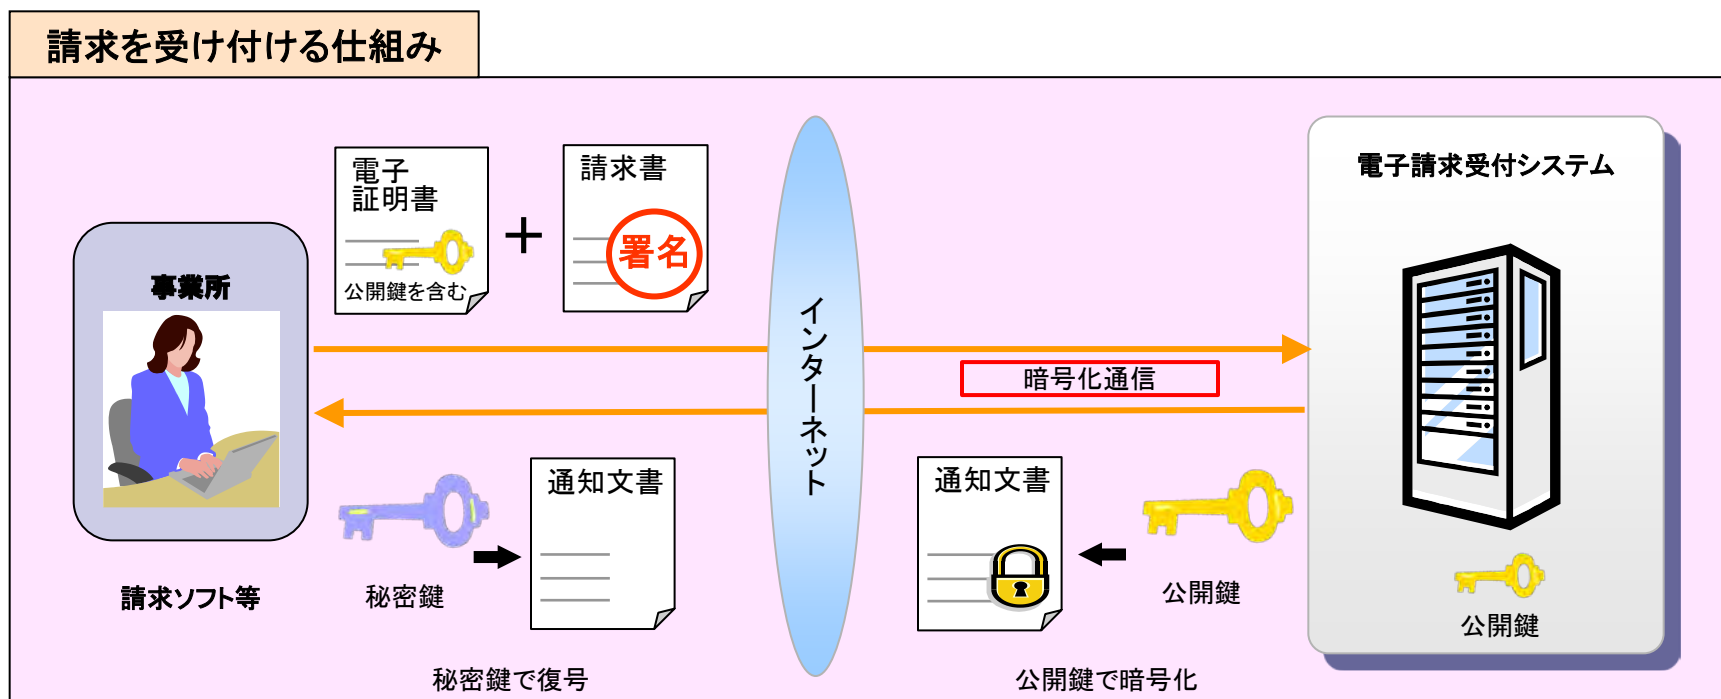 請求を受け付ける仕組み
電子
証明書
公開鍵を含む
＋
請求書
署名
電子請求受付システム
事業所
インターネット
暗号化通信
通知文書
通知文書
請求ソフト等
秘密鍵
公開鍵
公開鍵
秘密鍵で復号
公開鍵で暗号化